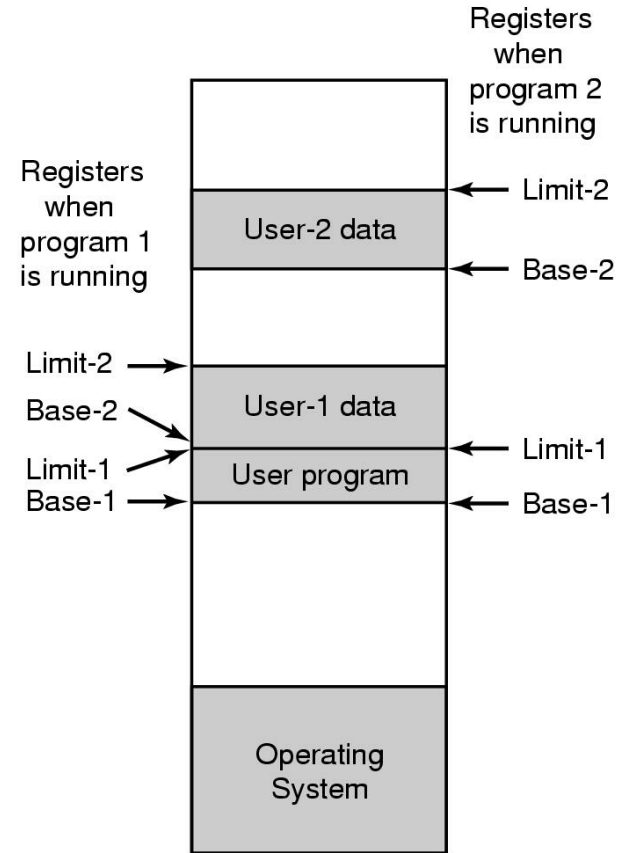 Registers
when
program 2
is running
Registers
when
program 1
is running
Limit-2
User-2 data
Base-2
Limit-2
Base-2
User-1 data
Limit-1
Limit-1
Base-1
User program
Base-1
Operating
System